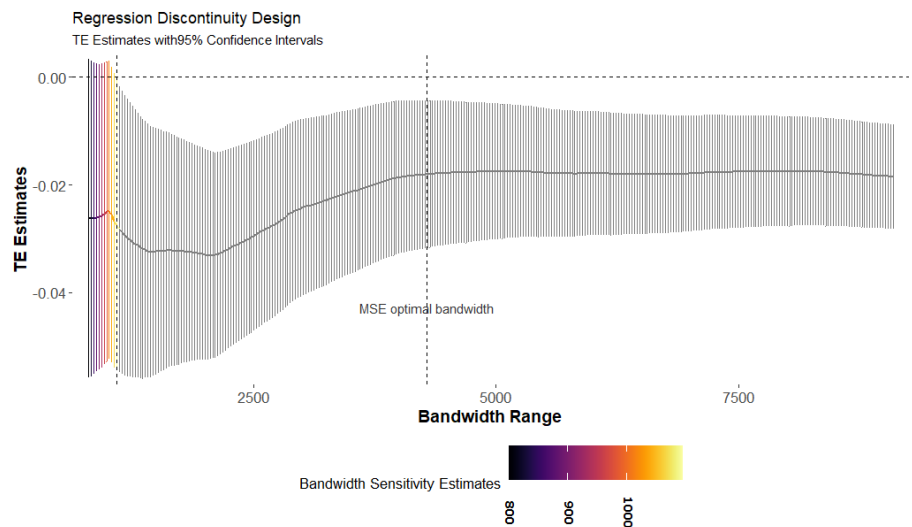 Regression Discontinuity Design
TE Estimates with95% Confidence Intervals
0.00
-0.02
-0.04
TE Estimates
MSE optimal bandwidth
2500
5000
7500
Bandwidth Range
Bandwidth Sensitivity Estimates
800
900
1000